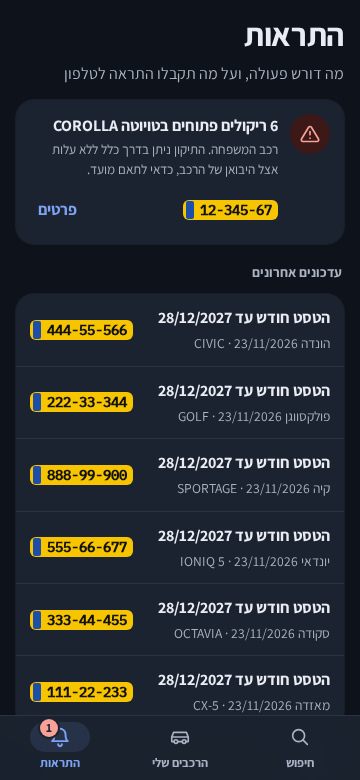 התראות
מה דורש פעולה, ועל מה תקבלו התראה לטלפון
6 ריקולים פתוחים בטויוטה COROLLA
רכב המשפחה. התיקון ניתן בדרך כלל ללא עלות
אצל היבואן של הרכב, כדאי לתאם מועד.
12-345-67
פרטים
עדכונים אחרונים
הטסט חודש עד 28/12/2027
הונדה CIVIC · 23/11/2026
444-55-566
הטסט חודש עד 28/12/2027
פולקסווגן GOLF · 23/11/2026
222-33-344
הטסט חודש עד 28/12/2027
קיה SPORTAGE · 23/11/2026
888-99-900
הטסט חודש עד 28/12/2027
יונדאי IONIQ 5 · 23/11/2026
555-66-677
הטסט חודש עד 28/12/2027
סקודה OCTAVIA · 23/11/2026
333-44-455
הטסט חודש עד 28/12/2027
מאזדה CX-5 · 23/11/2026
111-22-233
חיפוש
הרכבים שלי
1
התראות